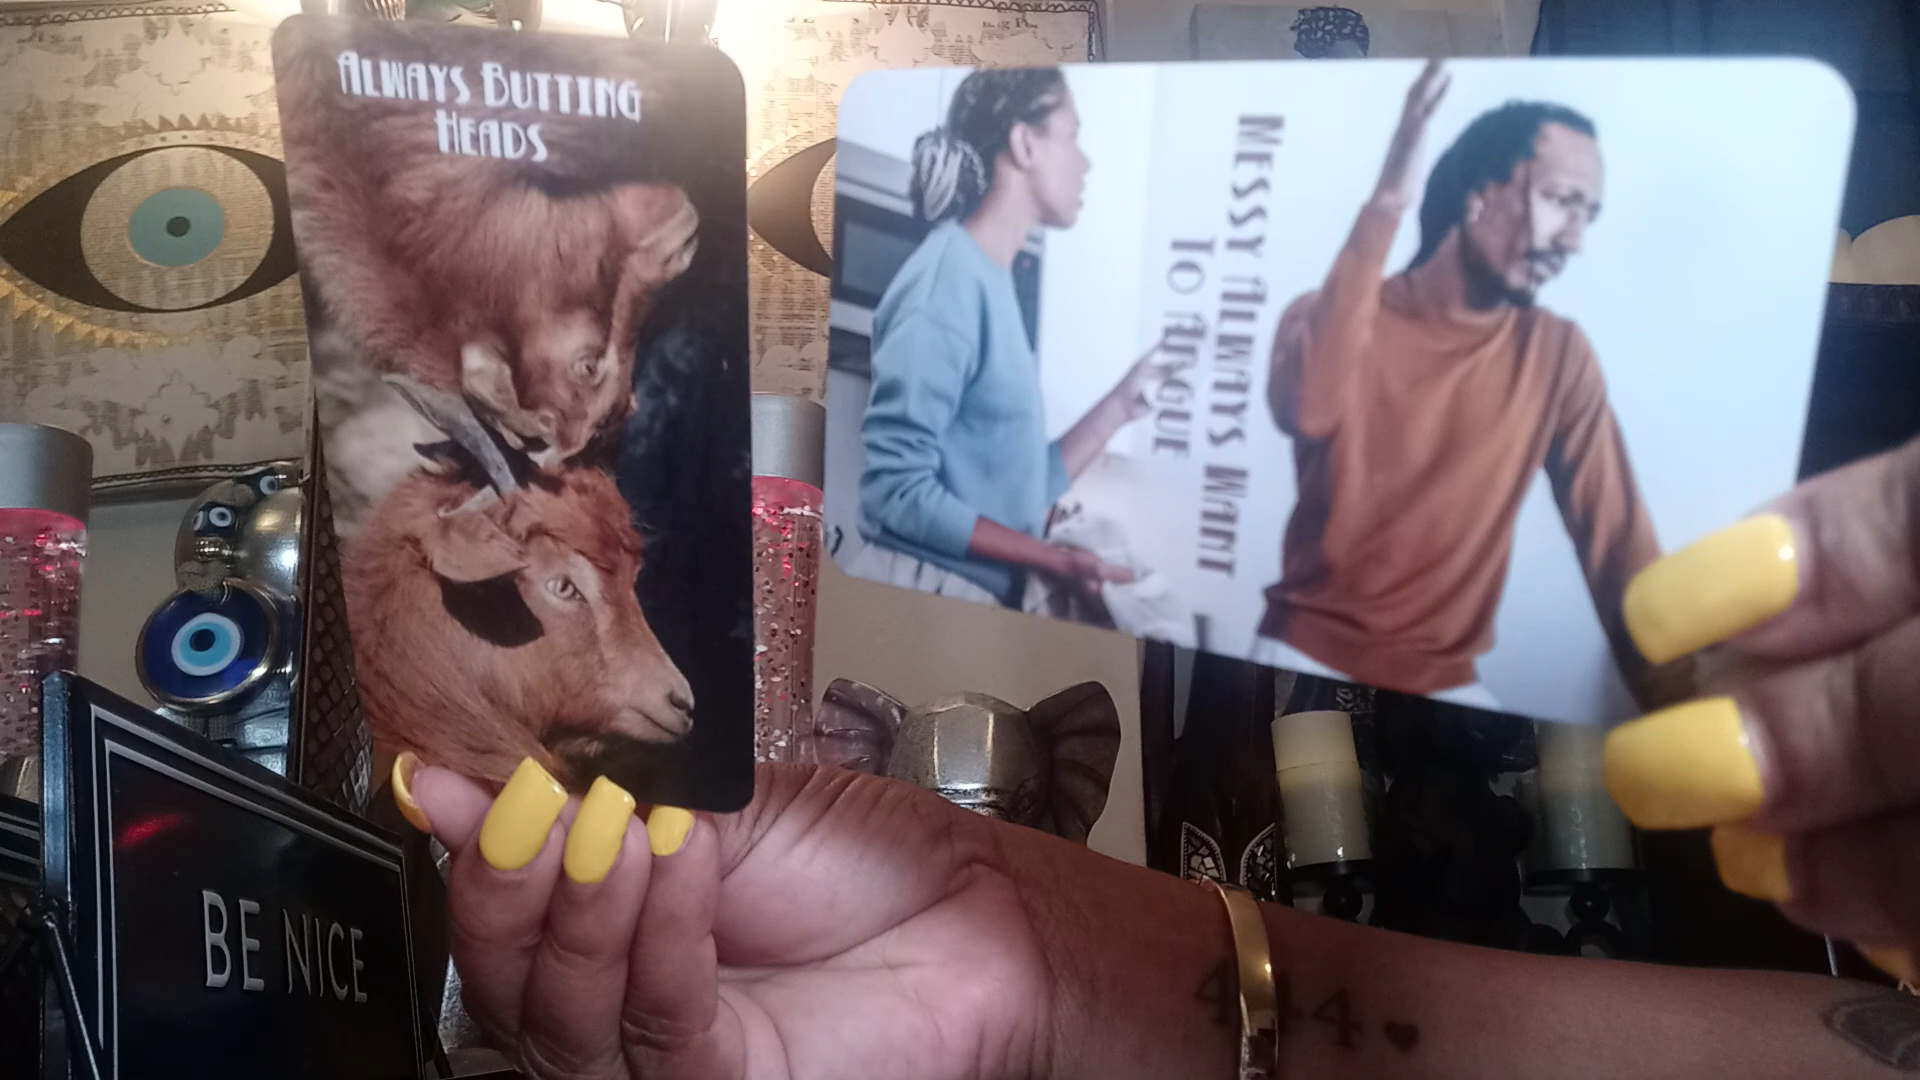 ALWAYS BUTTING
HEADS
MESSY ALWAYS WANT
TO ARGUE
BE NICE
444